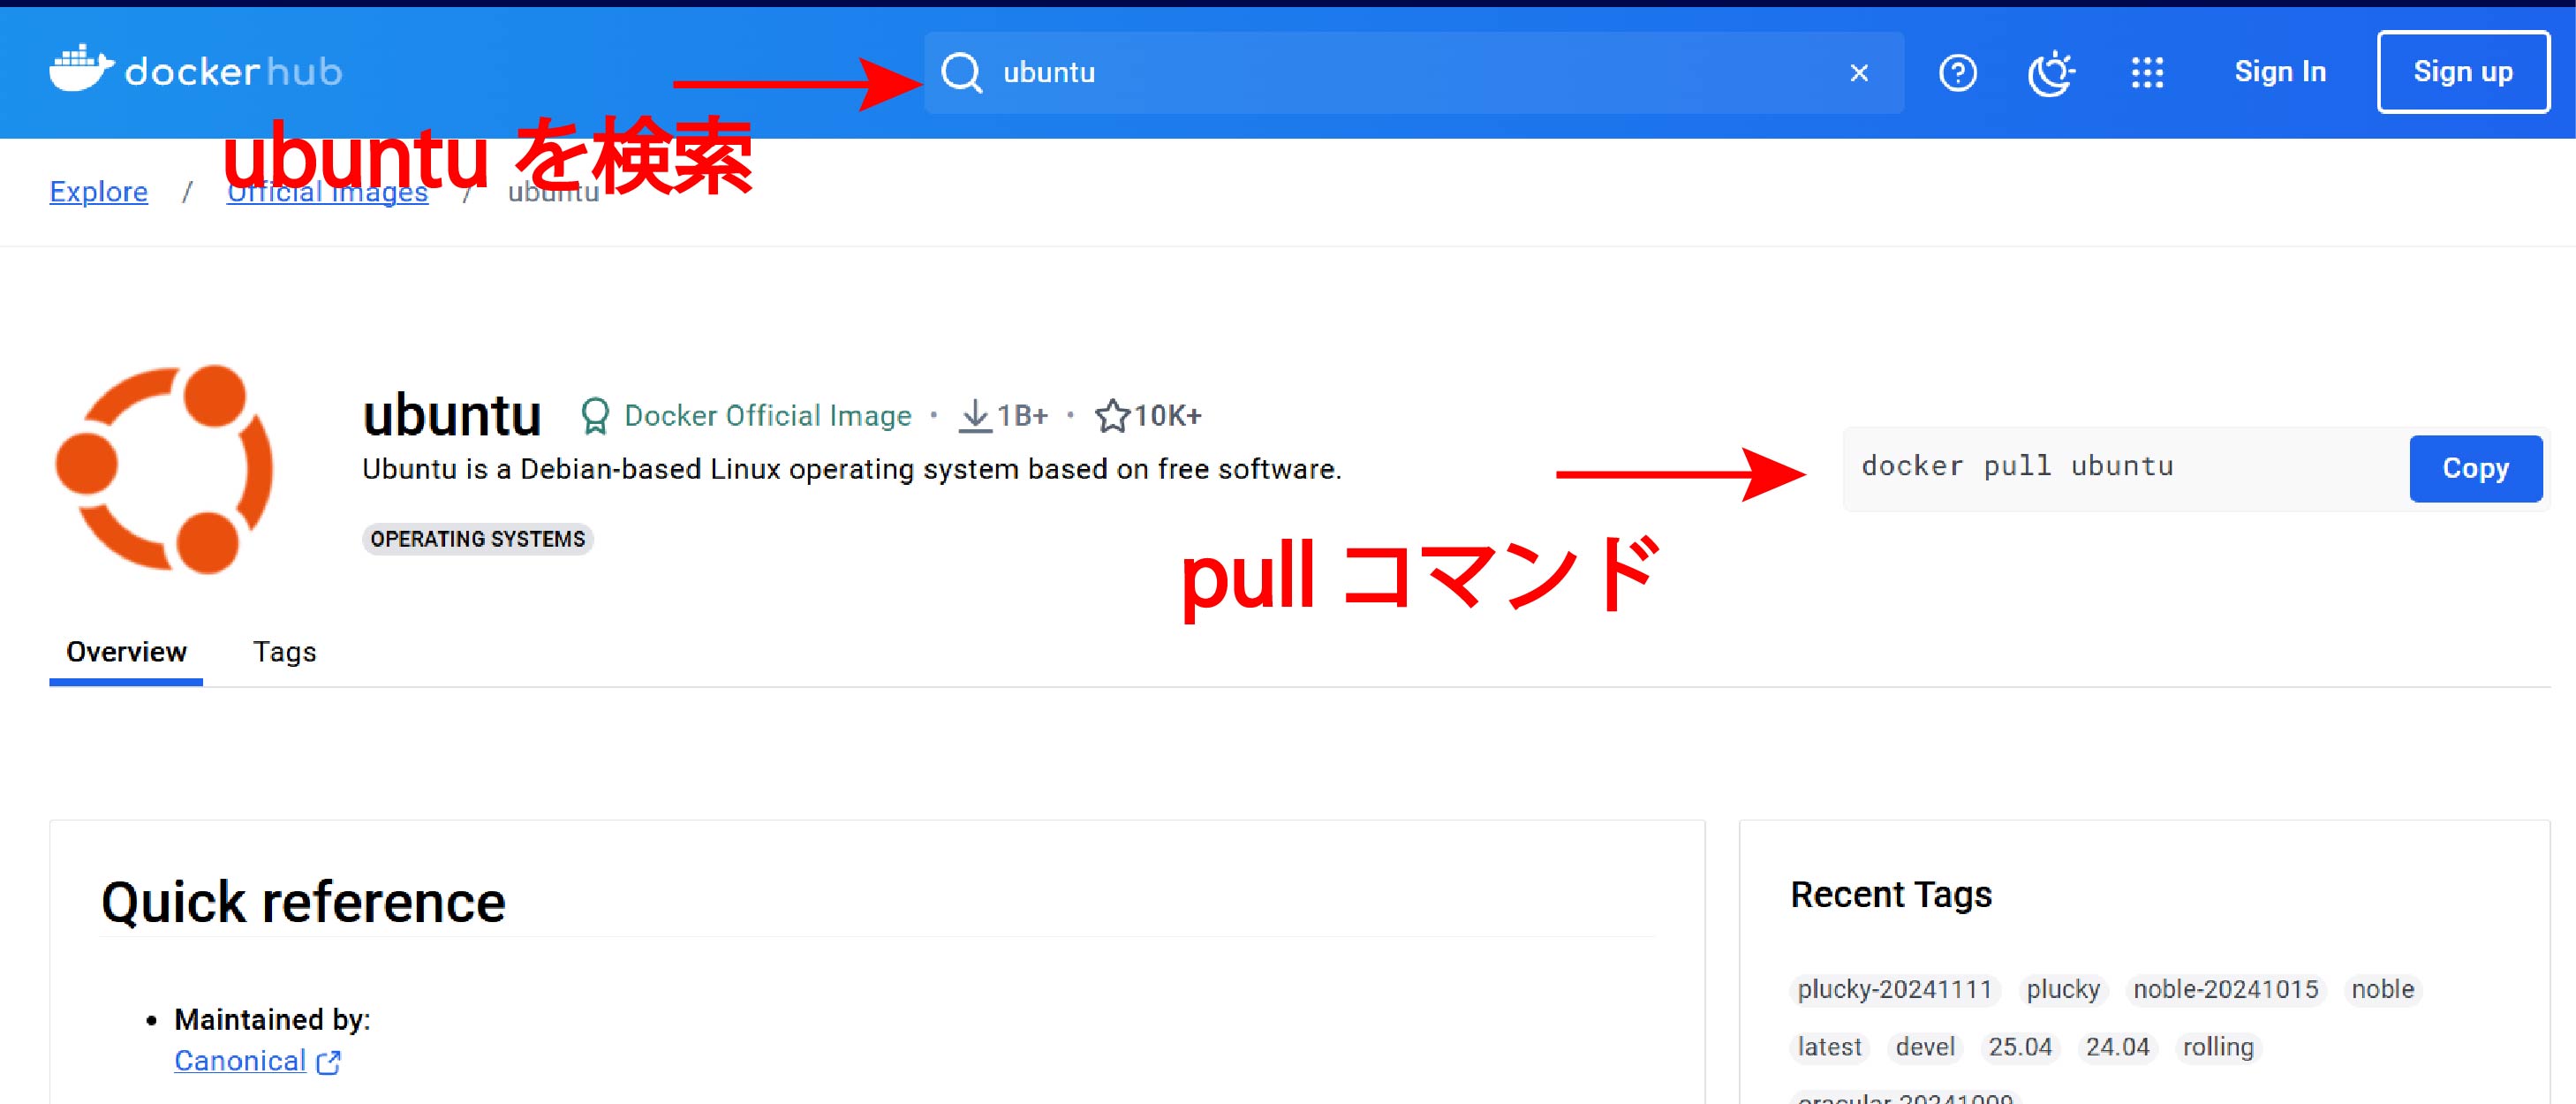 dockerhub
ubuntu
Sign In
Sign up
ubuntu を検索
Explore / Official Images / ubuntu
ubuntu
Docker Official Image • 1B+ • 10K+
Ubuntu is a Debian-based Linux operating system based on free software.
docker pull ubuntu
Copy
OPERATING SYSTEMS
pull コマンド
Overview
Tags
Quick reference
Maintained by:
Canonical
Recent Tags
plucky-20241111 plucky noble-20241015 noble
latest devel 25.04 24.04 rolling
oracular-20241009